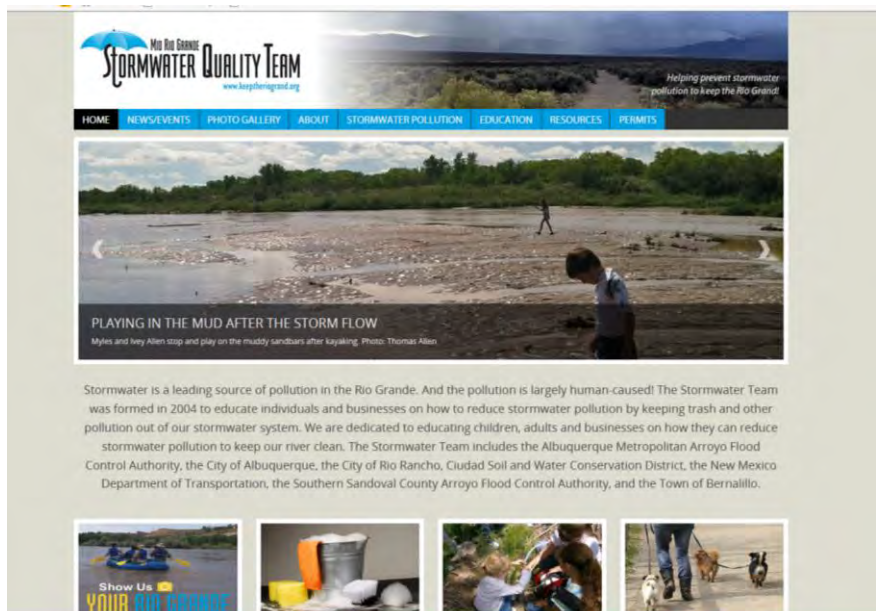 MID RIO GRANDE
STORMWATER QUALITY TEAM
www.keeptheriogrand.org
Helping prevent stormwater
pollution to keep the Rio Grand!
HOME NEWS/EVENTS PHOTO GALLERY ABOUT STORMWATER POLLUTION EDUCATION RESOURCES PERMITS
PLAYING IN THE MUD AFTER THE STORM FLOW
Myles and Ivey Allen stop and play on the muddy sandbars after kayaking. Photo: Thomas Allen
Stormwater is a leading source of pollution in the Rio Grande. And the pollution is largely human-caused! The Stormwater Team
was formed in 2004 to educate individuals and businesses on how to reduce stormwater pollution by keeping trash and other
pollution out of our stormwater system. We are dedicated to educating children, adults and businesses on how they can reduce
stormwater pollution to keep our river clean. The Stormwater Team includes the Albuquerque Metropolitan Arroyo Flood
Control Authority, the City of Albuquerque, the City of Rio Rancho, Ciudad Soil and Water Conservation District, the New Mexico
Department of Transportation, the Southern Sandoval County Arroyo Flood Control Authority, and the Town of Bernalillo.
Show Us
YOUR RIO GRANDE